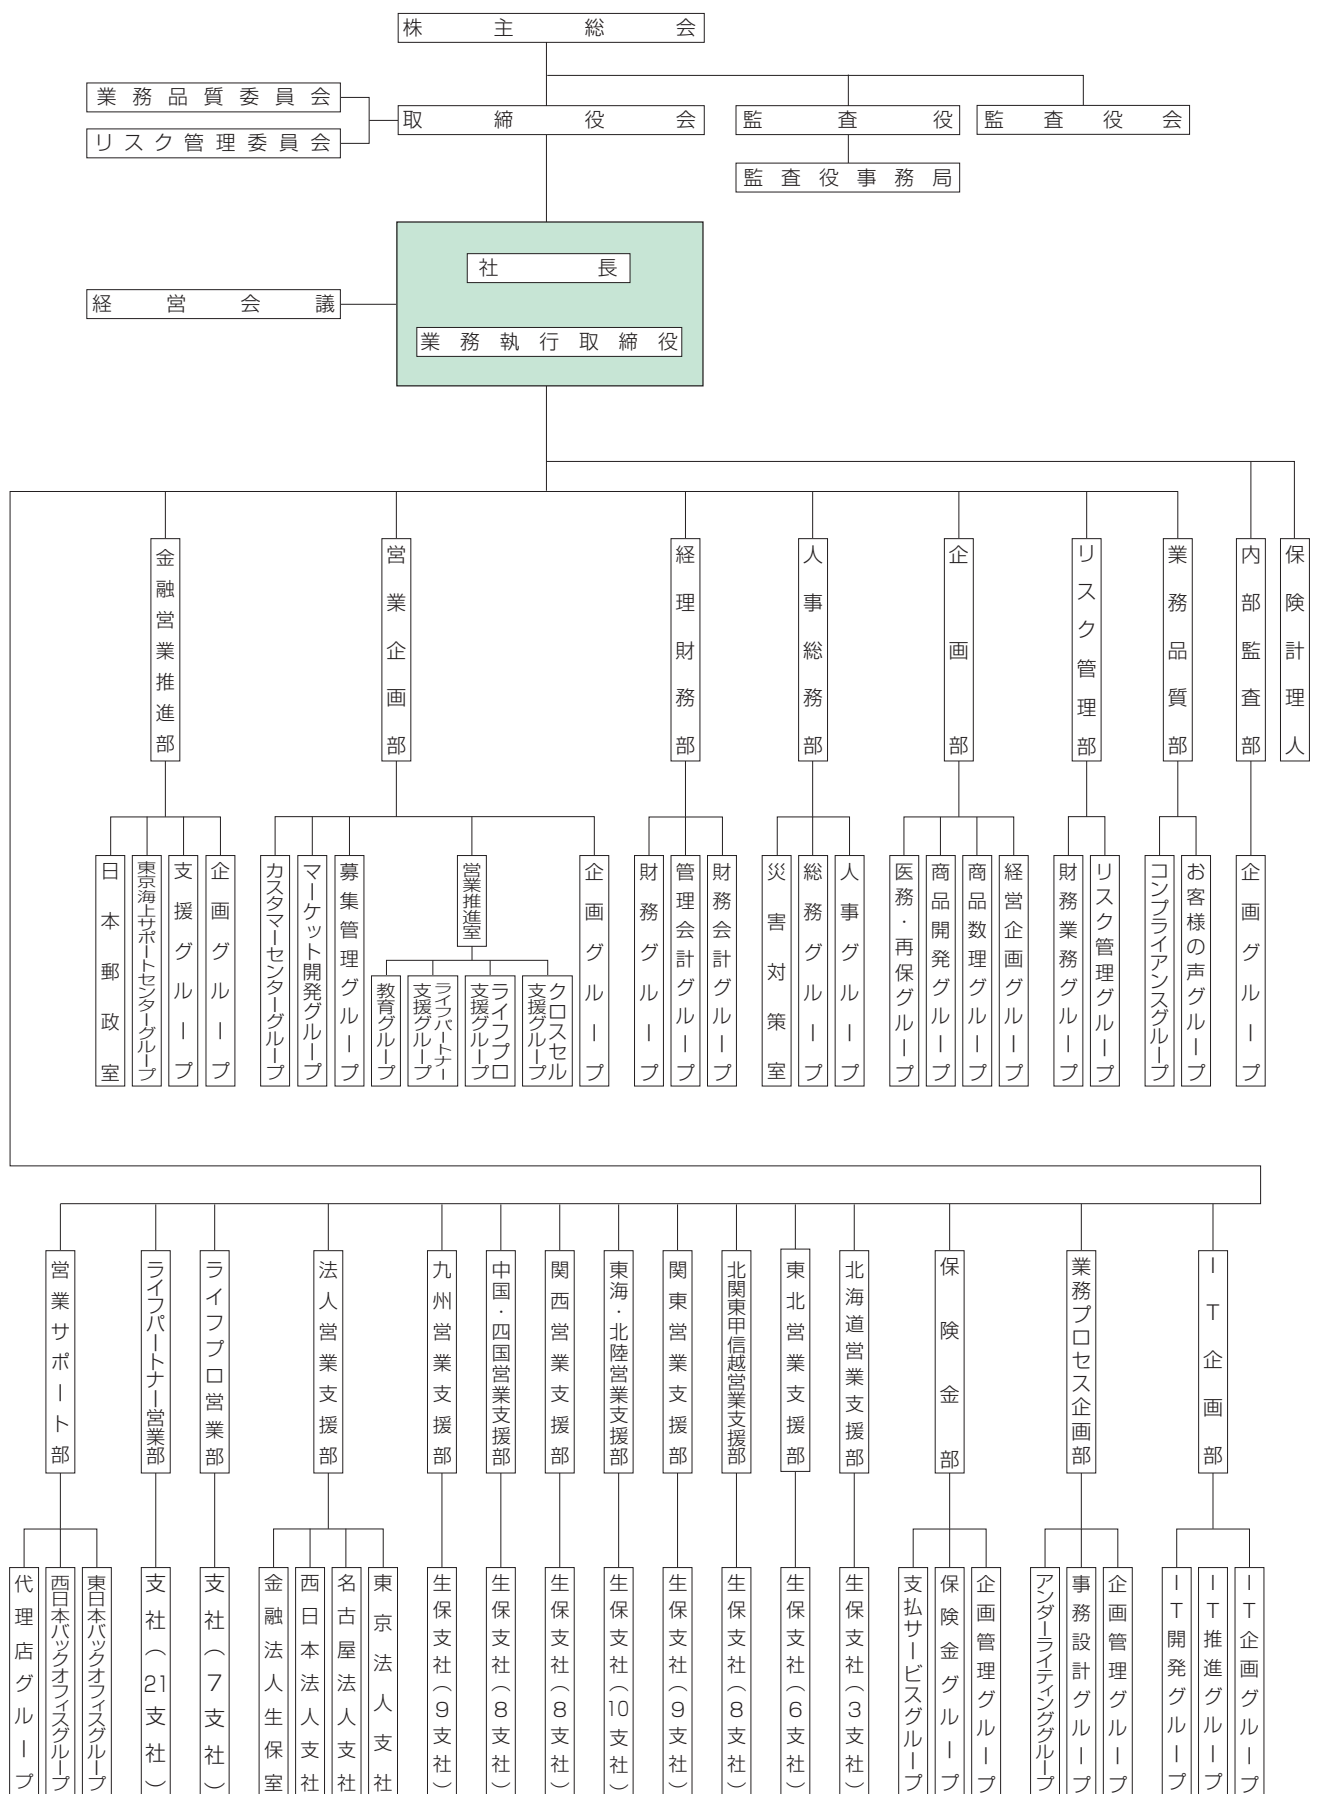 株主総会
業務品質委員会
リスク管理委員会
取締役会
監査役
監査役会
監査役事務局
社長
経営会議
業務執行取締役
保険計理人
内部監査部
業務品質部
リスク管理部
企画部
人事総務部
経理財務部
営業企画部
金融営業推進部
企画グループ
お客様の声グループ
コンプライアンスグループ
リスク管理グループ
財務業務グループ
経営企画グループ
商品数理グループ
商品開発グループ
医務・再保グループ
人事グループ
総務グループ
災害対策室
財務会計グループ
管理会計グループ
財務グループ
企画グループ
営業推進室
クロスセル
支援グループ
ライフプロ
支援グループ
ライフパートナー
支援グループ
教育グループ
募集管理グループ
マーケット開発グループ
カスタマーセンターグループ
企画グループ
支援グループ
東京海上サポートセンターグループ
日本郵政室
IT企画部
業務プロセス企画部
保険金部
北海道営業支援部
東北営業支援部
北関東甲信越営業支援部
関東営業支援部
東海・北陸営業支援部
関西営業支援部
中国・四国営業支援部
九州営業支援部
法人営業支援部
ライフプロ営業部
ライフパートナー営業部
営業サポート部
IT企画グループ
IT推進グループ
IT開発グループ
企画管理グループ
事務設計グループ
アンダーライティンググループ
企画管理グループ
保険金グループ
支払サービスグループ
生保支社(3支社)
生保支社(6支社)
生保支社(8支社)
生保支社(9支社)
生保支社(10支社)
生保支社(8支社)
生保支社(8支社)
生保支社(9支社)
東京法人支社
名古屋法人支社
西日本法人支社
金融法人生保室
支社(7支社)
支社(21支社)
東日本バックオフィスグループ
西日本バックオフィスグループ
代理店グループ